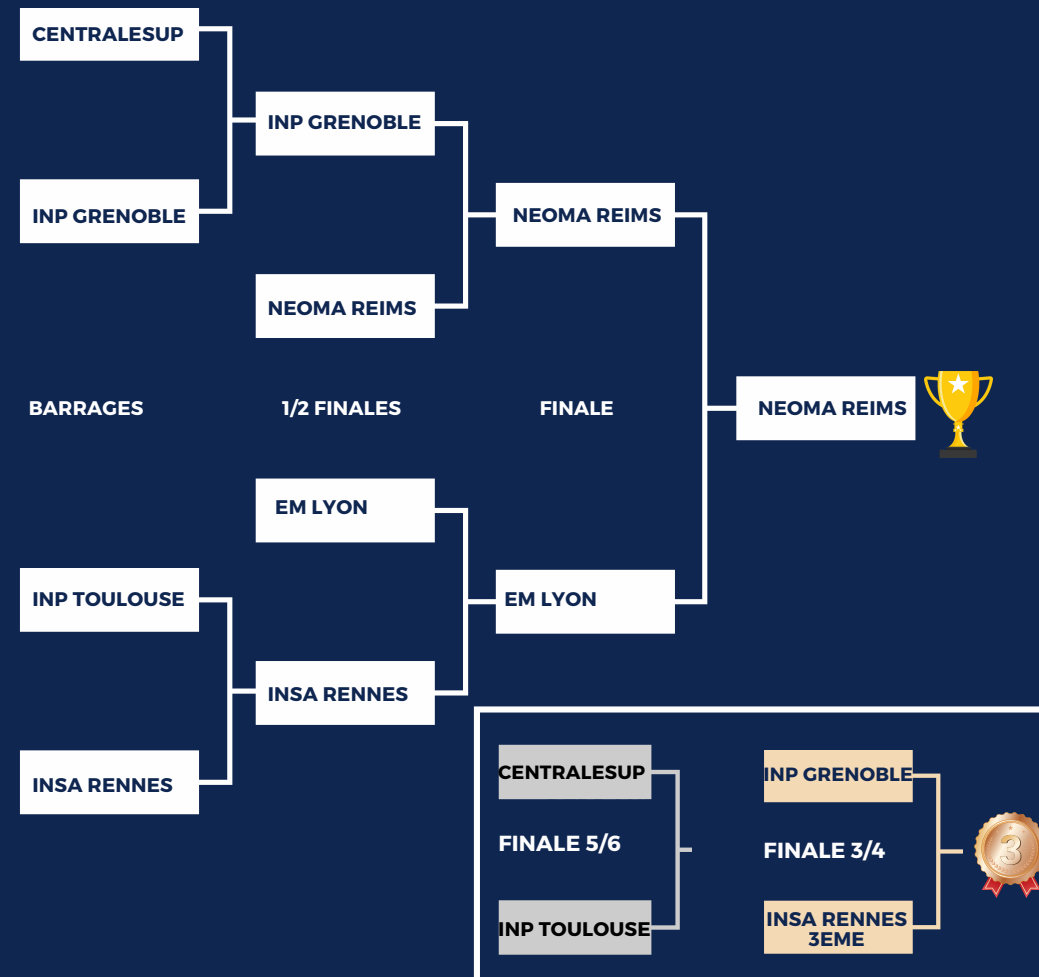 CENTRALESUP
INP GRENOBLE
INP GRENOBLE
NEOMA REIMS
NEOMA REIMS
BARRAGES
1/2 FINALES
FINALE
NEOMA REIMS
EM LYON
INP TOULOUSE
EM LYON
INSA RENNES
INSA RENNES
CENTRALESUP
FINALE 5/6
INP TOULOUSE
INP GRENOBLE
FINALE 3/4
3
INSA RENNES
3EME